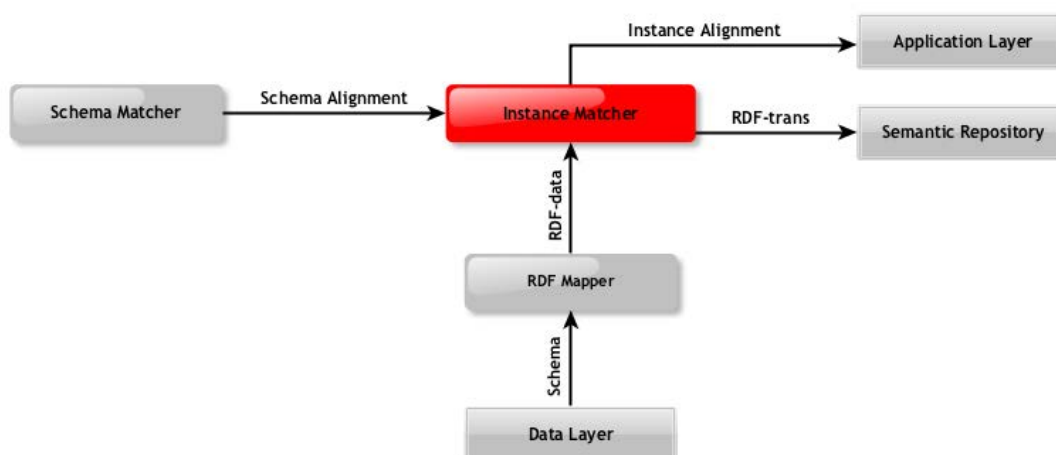 Instance Alignment
Application Layer
Schema Matcher
Schema Alignment
Instance Matcher
RDF-trans
Semantic Repository
RDF-data
RDF Mapper
Schema
Data Layer